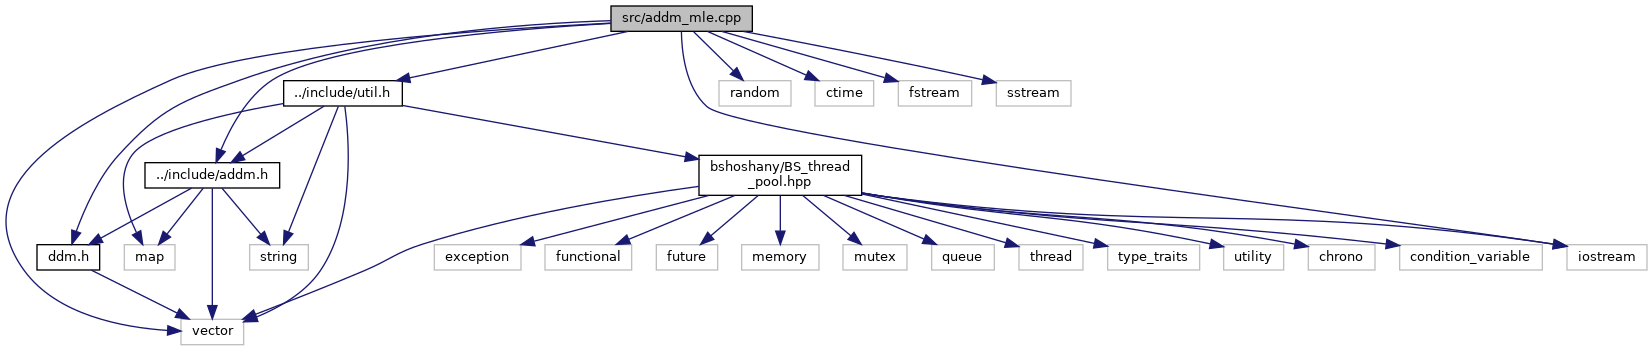 src/addm_mle.cpp
../include/util.h
random
ctime
fstream
sstream
../include/addm.h
bshoshany/BS_thread
_pool.hpp
ddm.h
map
string
exception
functional
future
memory
mutex
queue
thread
type_traits
utility
chrono
condition_variable
iostream
vector